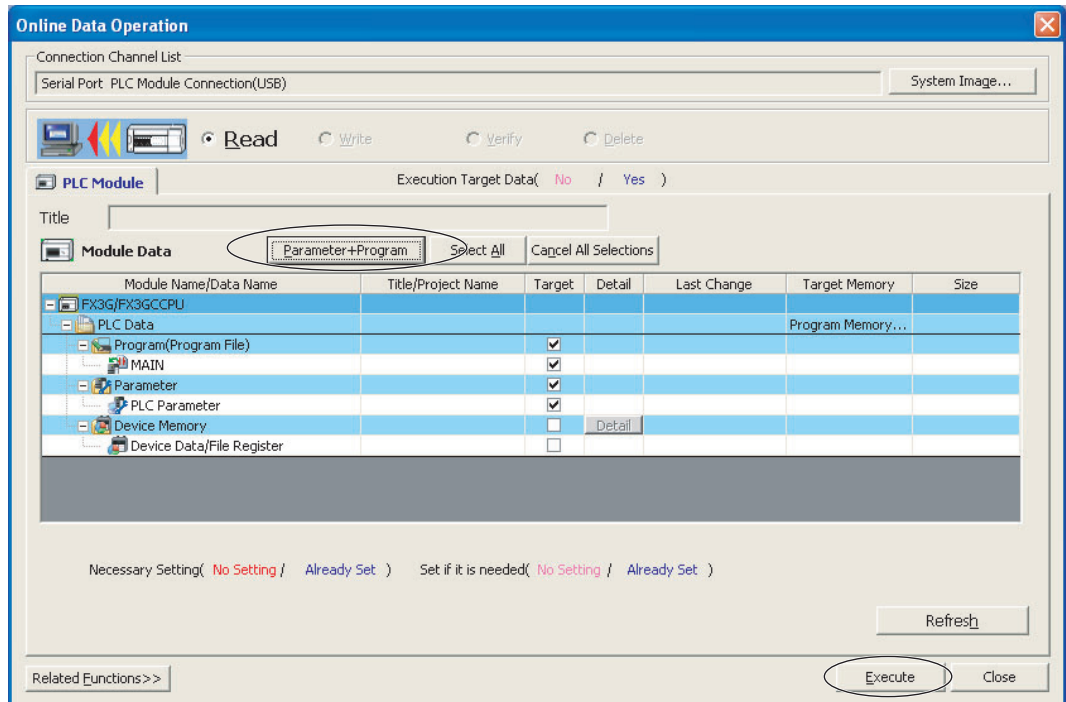 Online Data Operation
Connection Channel List
Serial Port  PLC Module Connection(USB)
System Image...
Read
Write
Verify
Delete
PLC Module
Execution Target Data( No / Yes )
Title
Module Data
Parameter+Program
Select All
Cancel All Selections
Module Name/Data Name Title/Project Name Target Detail Last Change Target Memory Size
FX3G/FX3GCCPU
PLC Data Program Memory...
Program(Program File)
MAIN
Parameter
PLC Parameter
Device Memory Detail
Device Data/File Register
Necessary Setting( No Setting / Already Set ) Set if it is needed( No Setting / Already Set )
Refresh
Related Functions>>
Execute
Close